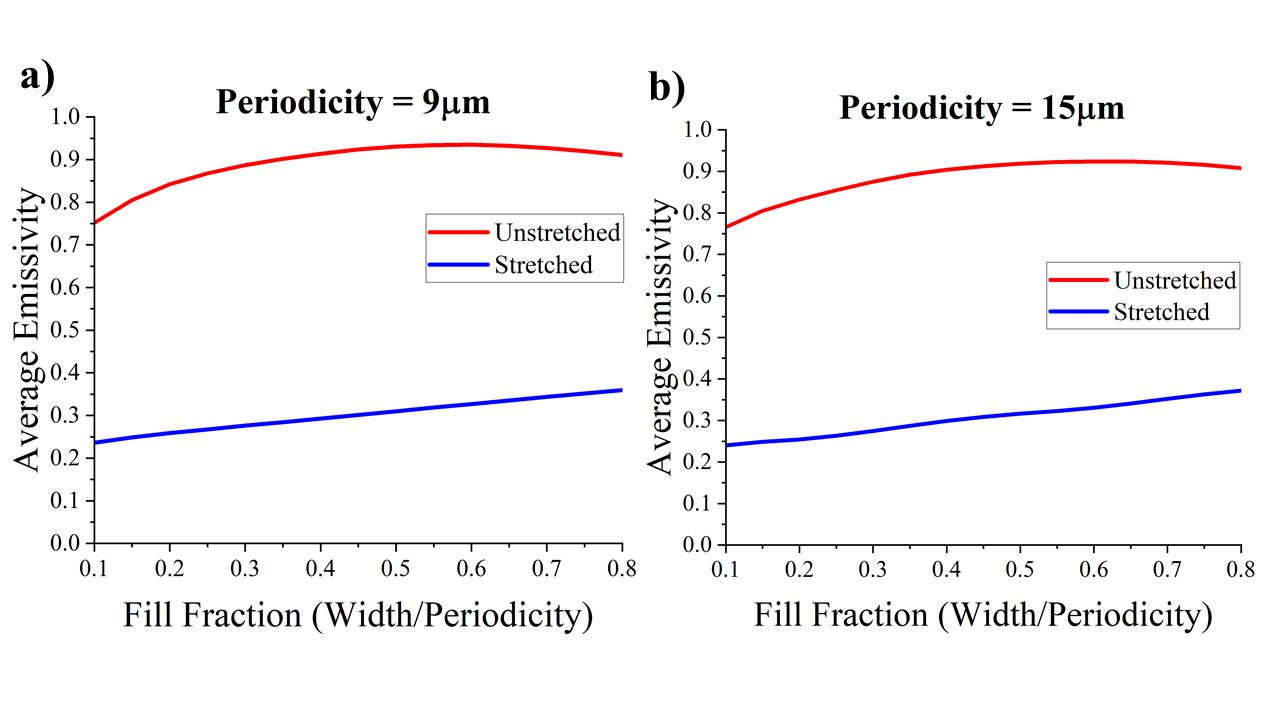 a)
Periodicity = 9μm
Average Emissivity
1.0
0.9
0.8
0.7
0.6
0.5
0.4
0.3
0.2
0.1
0.0
Unstretched
Stretched
0.1 0.2 0.3 0.4 0.5 0.6 0.7 0.8
Fill Fraction (Width/Periodicity)
b)
Periodicity = 15μm
Average Emissivity
1.0
0.9
0.8
0.7
0.6
0.5
0.4
0.3
0.2
0.1
0.0
Unstretched
Stretched
0.1 0.2 0.3 0.4 0.5 0.6 0.7 0.8
Fill Fraction (Width/Periodicity)